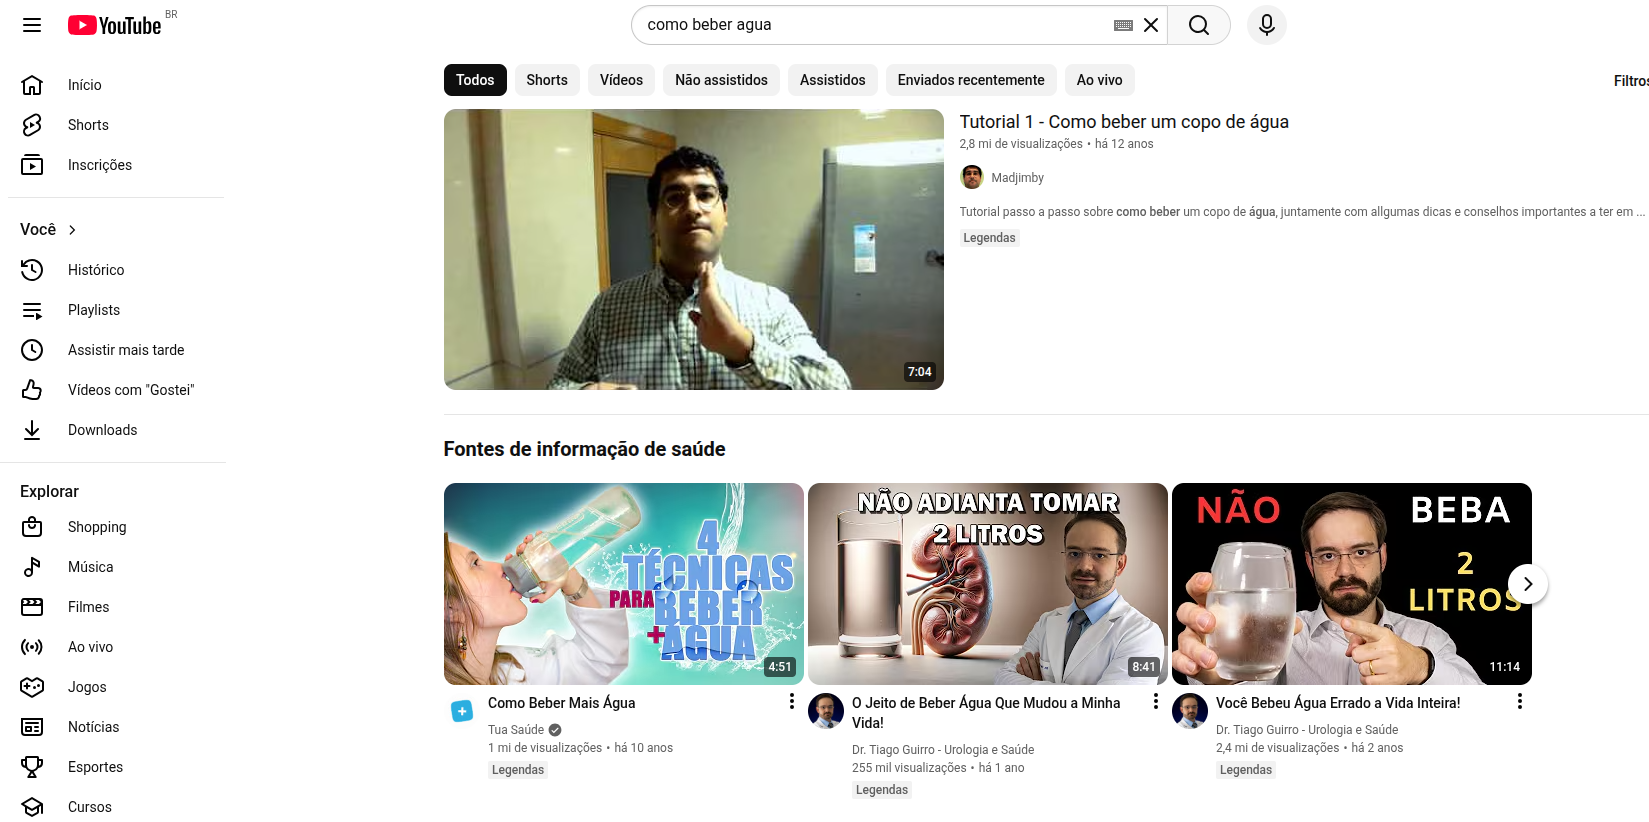 YouTube BR
como beber agua
Início
Shorts
Inscrições
Você
Histórico
Playlists
Assistir mais tarde
Vídeos com "Gostei"
Downloads
Explorar
Shopping
Música
Filmes
Ao vivo
Jogos
Notícias
Esportes
Cursos
Todos Shorts Vídeos Não assistidos Assistidos Enviados recentemente Ao vivo Filtros
7:04
Tutorial 1 - Como beber um copo de água
2,8 mi de visualizações • há 12 anos
Madjimby
Tutorial passo a passo sobre como beber um copo de água, juntamente com allgumas dicas e conselhos importantes a ter em ...
Legendas
Fontes de informação de saúde
4
TÉCNICAS
PARA BEBER
+ ÁGUA
4:51
Como Beber Mais Água
Tua Saúde
1 mi de visualizações • há 10 anos
Legendas
NÃO ADIANTA TOMAR
2 LITROS
8:41
O Jeito de Beber Água Que Mudou a Minha
Vida!
Dr. Tiago Guirro - Urologia e Saúde
255 mil visualizações • há 1 ano
Legendas
NÃO BEBA
2
LITROS
11:14
Você Bebeu Água Errado a Vida Inteira!
Dr. Tiago Guirro - Urologia e Saúde
2,4 mi de visualizações • há 2 anos
Legendas